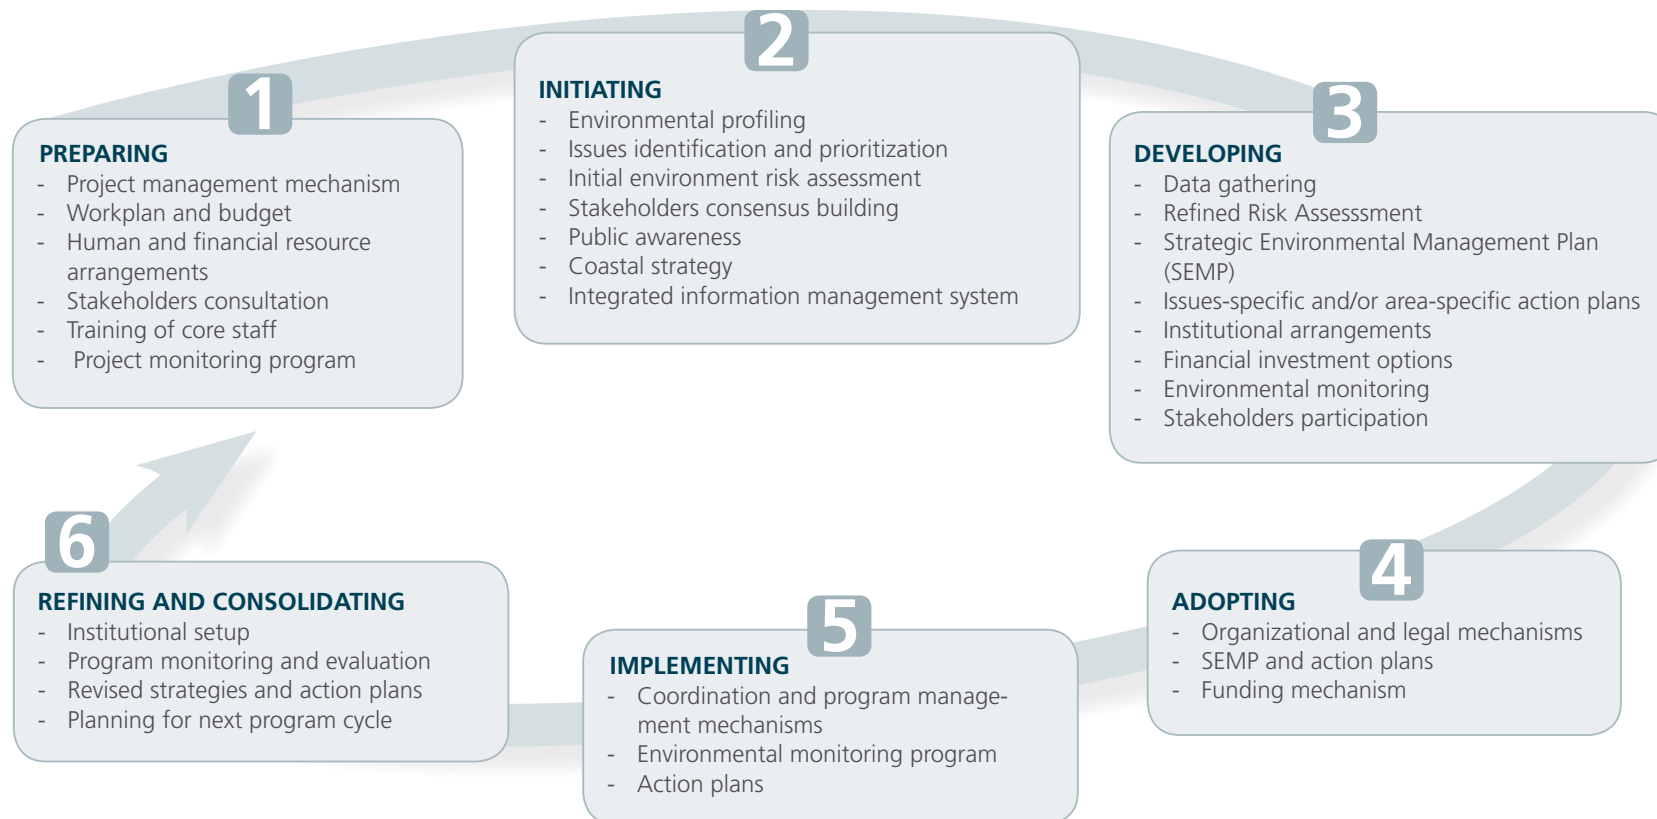 1
PREPARING
- Project management mechanism
- Workplan and budget
- Human and financial resource
arrangements
- Stakeholders consultation
- Training of core staff
- Project monitoring program
2
INITIATING
- Environmental profiling
- Issues identification and prioritization
- Initial environment risk assessment
- Stakeholders consensus building
- Public awareness
- Coastal strategy
- Integrated information management system
3
DEVELOPING
- Data gathering
- Refined Risk Assesssment
- Strategic Environmental Management Plan
(SEMP)
- Issues-specific and/or area-specific action plans
- Institutional arrangements
- Financial investment options
- Environmental monitoring
- Stakeholders participation
4
ADOPTING
- Organizational and legal mechanisms
- SEMP and action plans
- Funding mechanism
5
IMPLEMENTING
- Coordination and program manage-
ment mechanisms
- Environmental monitoring program
- Action plans
6
REFINING AND CONSOLIDATING
- Institutional setup
- Program monitoring and evaluation
- Revised strategies and action plans
- Planning for next program cycle